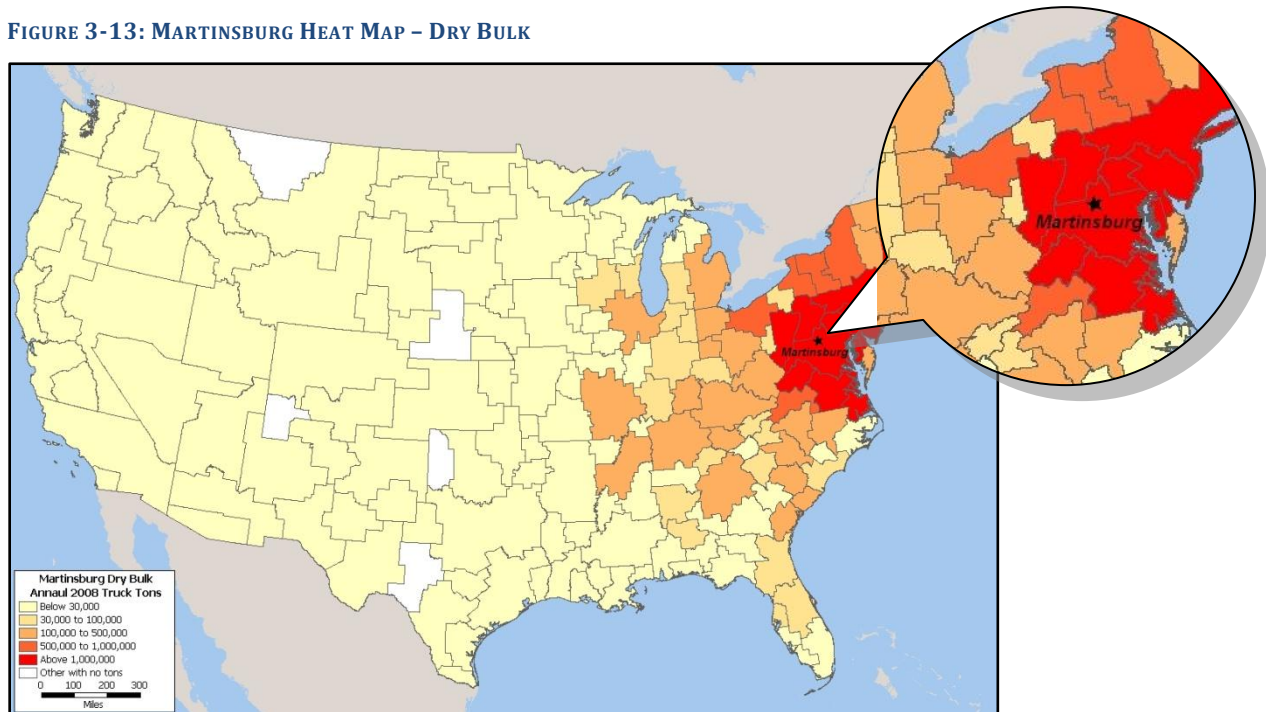 FIGURE 3-13: MARTINSBURG HEAT MAP – DRY BULK
Martinsburg
Martinsburg
Martinsburg Dry Bulk
Annaul 2008 Truck Tons
Below 30,000
30,000 to 100,000
100,000 to 500,000
500,000 to 1,000,000
Above 1,000,000
Other with no tons
0 100 200 300
Miles